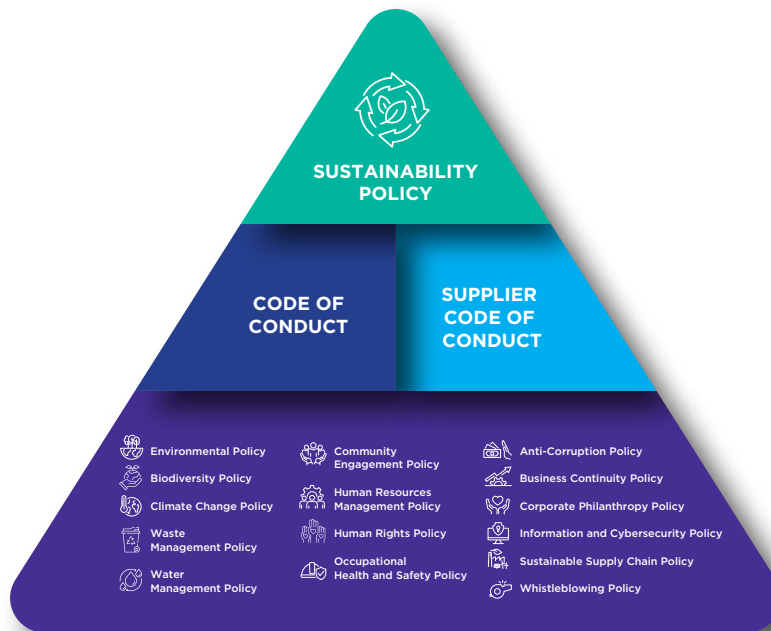 SUSTAINABILITY
POLICY
CODE OF
CONDUCT
SUPPLIER
CODE OF
CONDUCT
Environmental Policy
Biodiversity Policy
Climate Change Policy
Waste
Management Policy
Water
Management Policy
Community
Engagement Policy
Human Resources
Management Policy
Human Rights Policy
Occupational
Health and Safety Policy
Anti-Corruption Policy
Business Continuity Policy
Corporate Philanthropy Policy
Information and Cybersecurity Policy
Sustainable Supply Chain Policy
Whistleblowing Policy